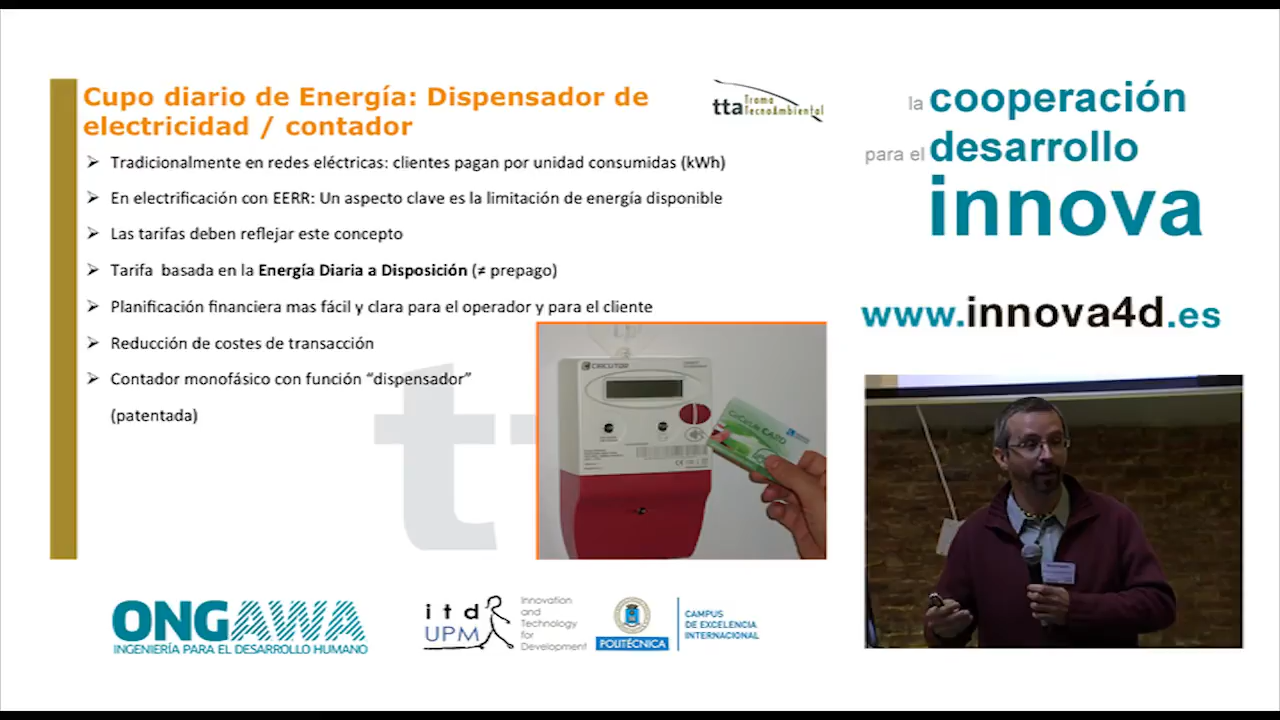 Cupo diario de Energía: Dispensador de
electricidad / contador
tta Trama
TecnoAmbiental
Tradicionalmente en redes eléctricas: clientes pagan por unidad consumidas (kWh)
En electrificación con EERR: Un aspecto clave es la limitación de energía disponible
Las tarifas deben reflejar este concepto
Tarifa basada en la Energía Diaria a Disposición (≠ prepago)
Planificación financiera mas fácil y clara para el operador y para el cliente
Reducción de costes de transacción
Contador monofásico con función “dispensador”
(patentada)
CIRCUTOR
la cooperación
para el desarrollo
innova
www.innova4d.es
ONGAWA
INGENIERÍA PARA EL DESARROLLO HUMANO
itd
UPM
Innovation
and
Technology
for
Development
POLITÉCNICA
CAMPUS
DE EXCELENCIA
INTERNACIONAL